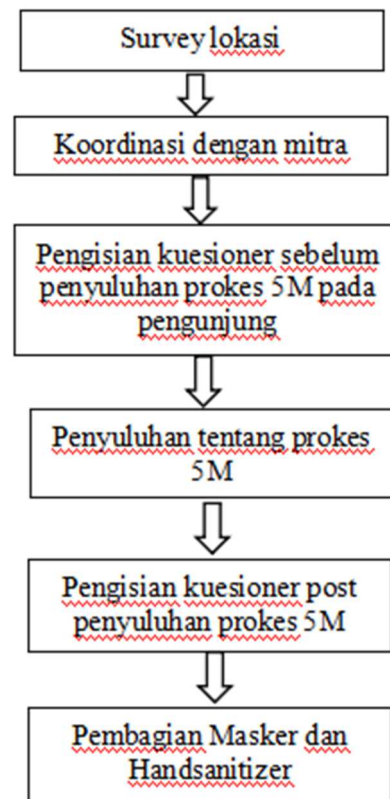 Survey lokasi
Koordinasi dengan mitra
Pengisian kuesioner sebelum
penyuluhan prokes 5M pada
pengunjung
Penyuluhan tentang prokes
5M
Pengisian kuesioner post
penyuluhan prokes 5M
Pembagian Masker dan
Handsanitizer